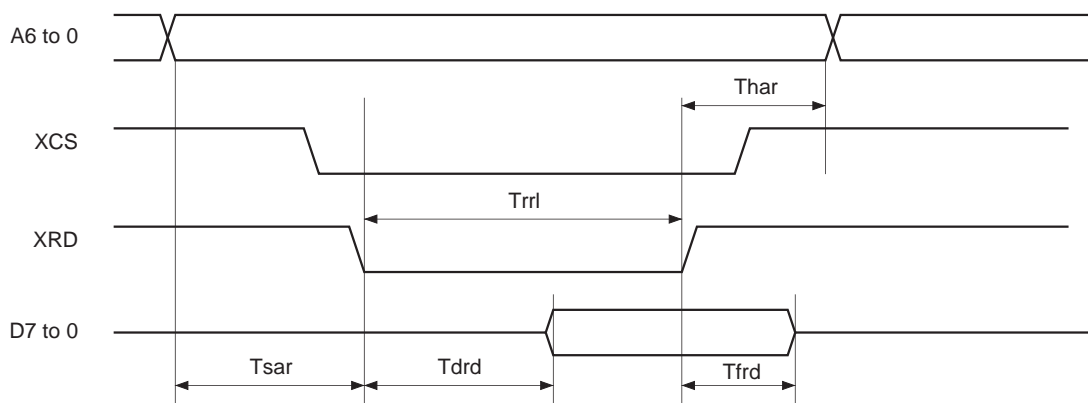 A6 to 0
Thar
XCS
Trrl
XRD
D7 to 0
Tsar
Tdrd
Tfrd